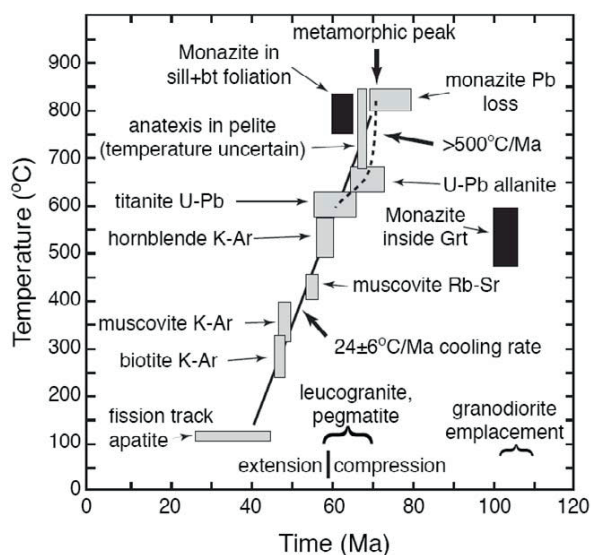 metamorphic peak
Monazite in
sill+bt foliation
monazite Pb
loss
anatexis in pelite
(temperature uncertain)
>500°C/Ma
U-Pb allanite
titanite U-Pb
hornblende K-Ar
Monazite
inside Grt
muscovite Rb-Sr
muscovite K-Ar
24±6°C/Ma cooling rate
biotite K-Ar
leucogranite,
pegmatite
fission track
apatite
granodiorite
emplacement
extension
compression
Temperature (°C)
900
800
700
600
500
400
300
200
100
0
0
20
40
60
80
100
120
Time (Ma)